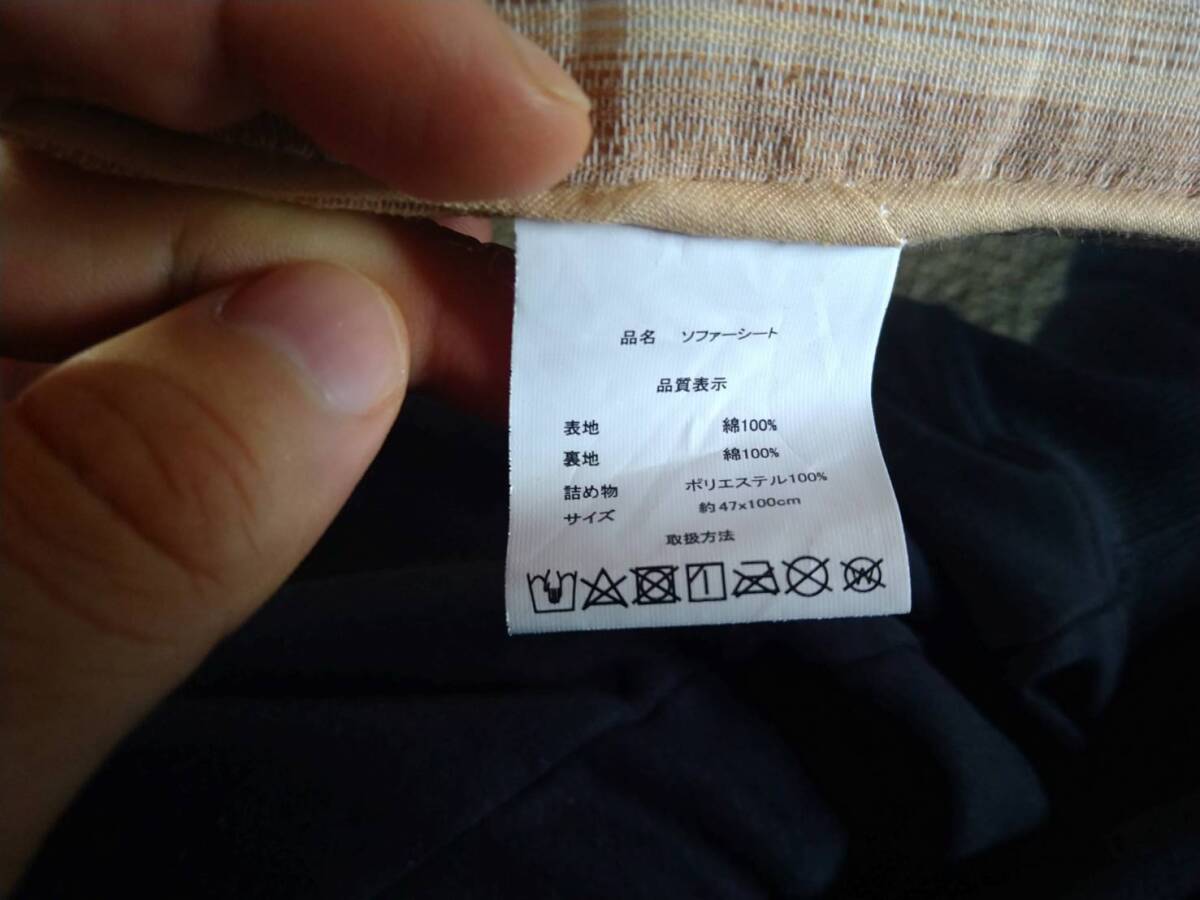 品名 ソファーシート
品質表示
表地 綿100%
裏地 綿100%
詰め物 ポリエステル100%
サイズ 約47x100cm
取扱方法